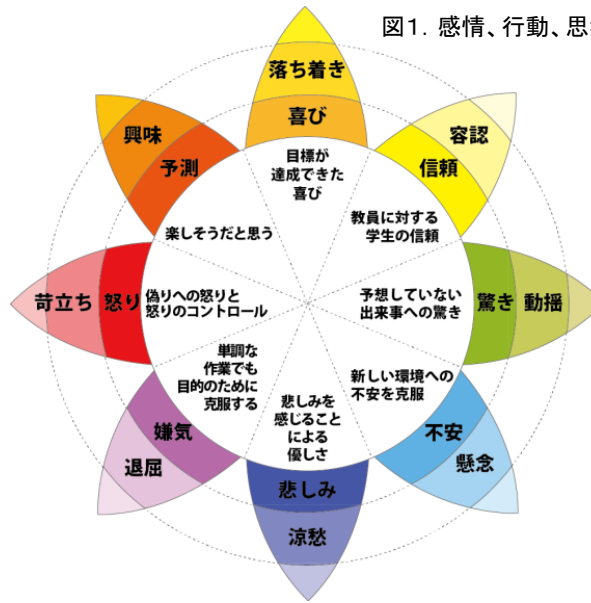 図1. 感情、行動、思
落ち着き
喜び
目標が
達成できた
喜び
容認
信頼
教員に対する
学生の信頼
驚き
動揺
予想していない
出来事への驚き
不安
懸念
新しい環境への
不安を克服
悲しみを
感じること
による
優しさ
悲しみ
涼愁
単調な
作業でも
目的のために
克服する
嫌気
退屈
苛立ち
怒り
偽りへの怒りと
怒りのコントロール
興味
予測
楽しそうだと思う